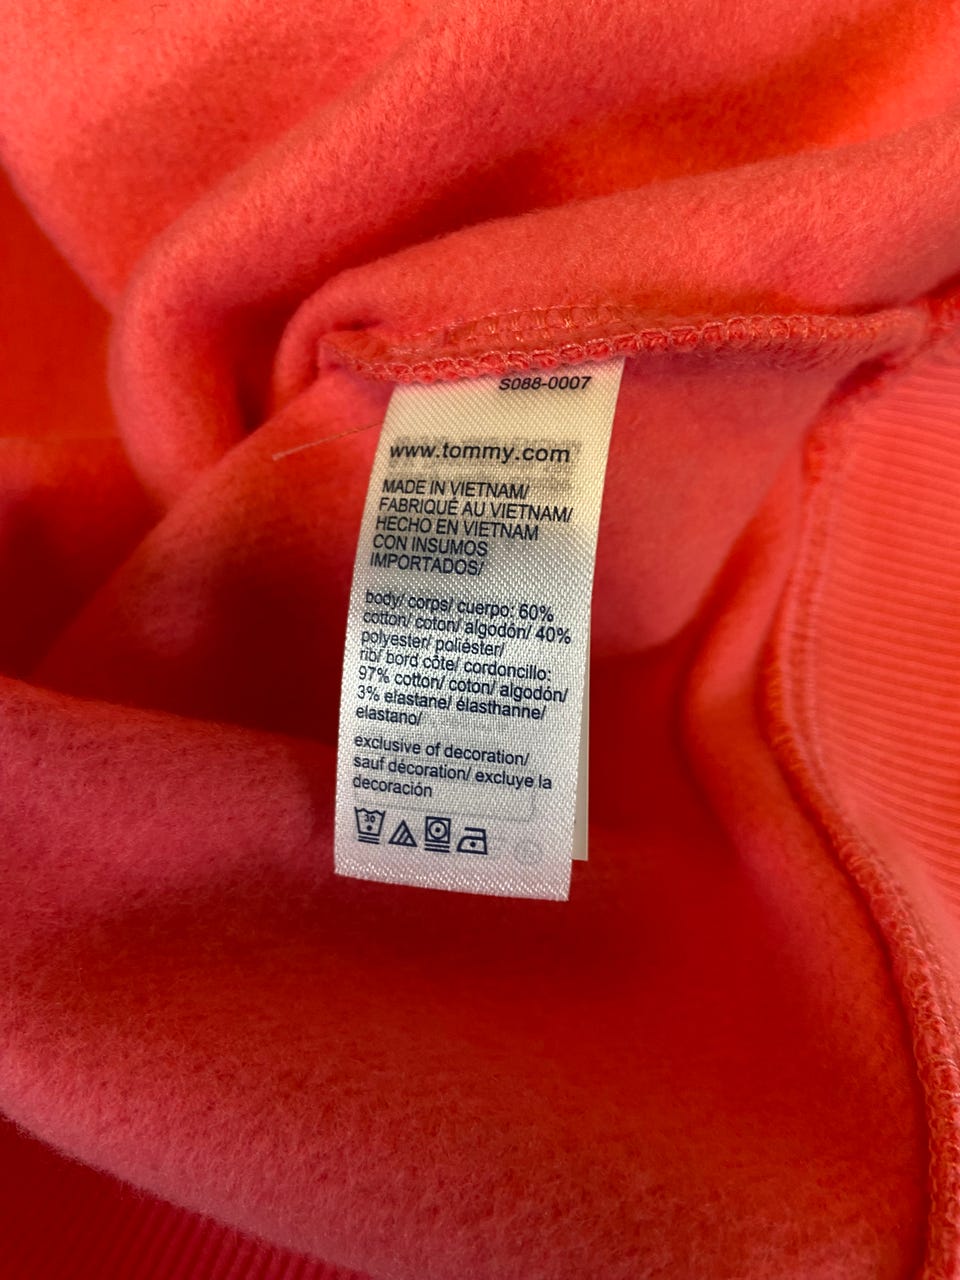 S088-0007
www.tommy.com
MADE IN VIETNAM/
FABRIQUÉ AU VIETNAM/
HECHO EN VIETNAM
CON INSUMOS
IMPORTADOS/
body/ corps/ cuerpo: 60%
cotton/ coton/ algodón/ 40%
polyester/ poliéster/
rib/ bord côte/ cordoncillo:
97% cotton/ coton/ algodón/
3% elastane/ élasthanne/
elastano/
exclusive of decoration/
sauf décoration/ excluye la
decoración
30